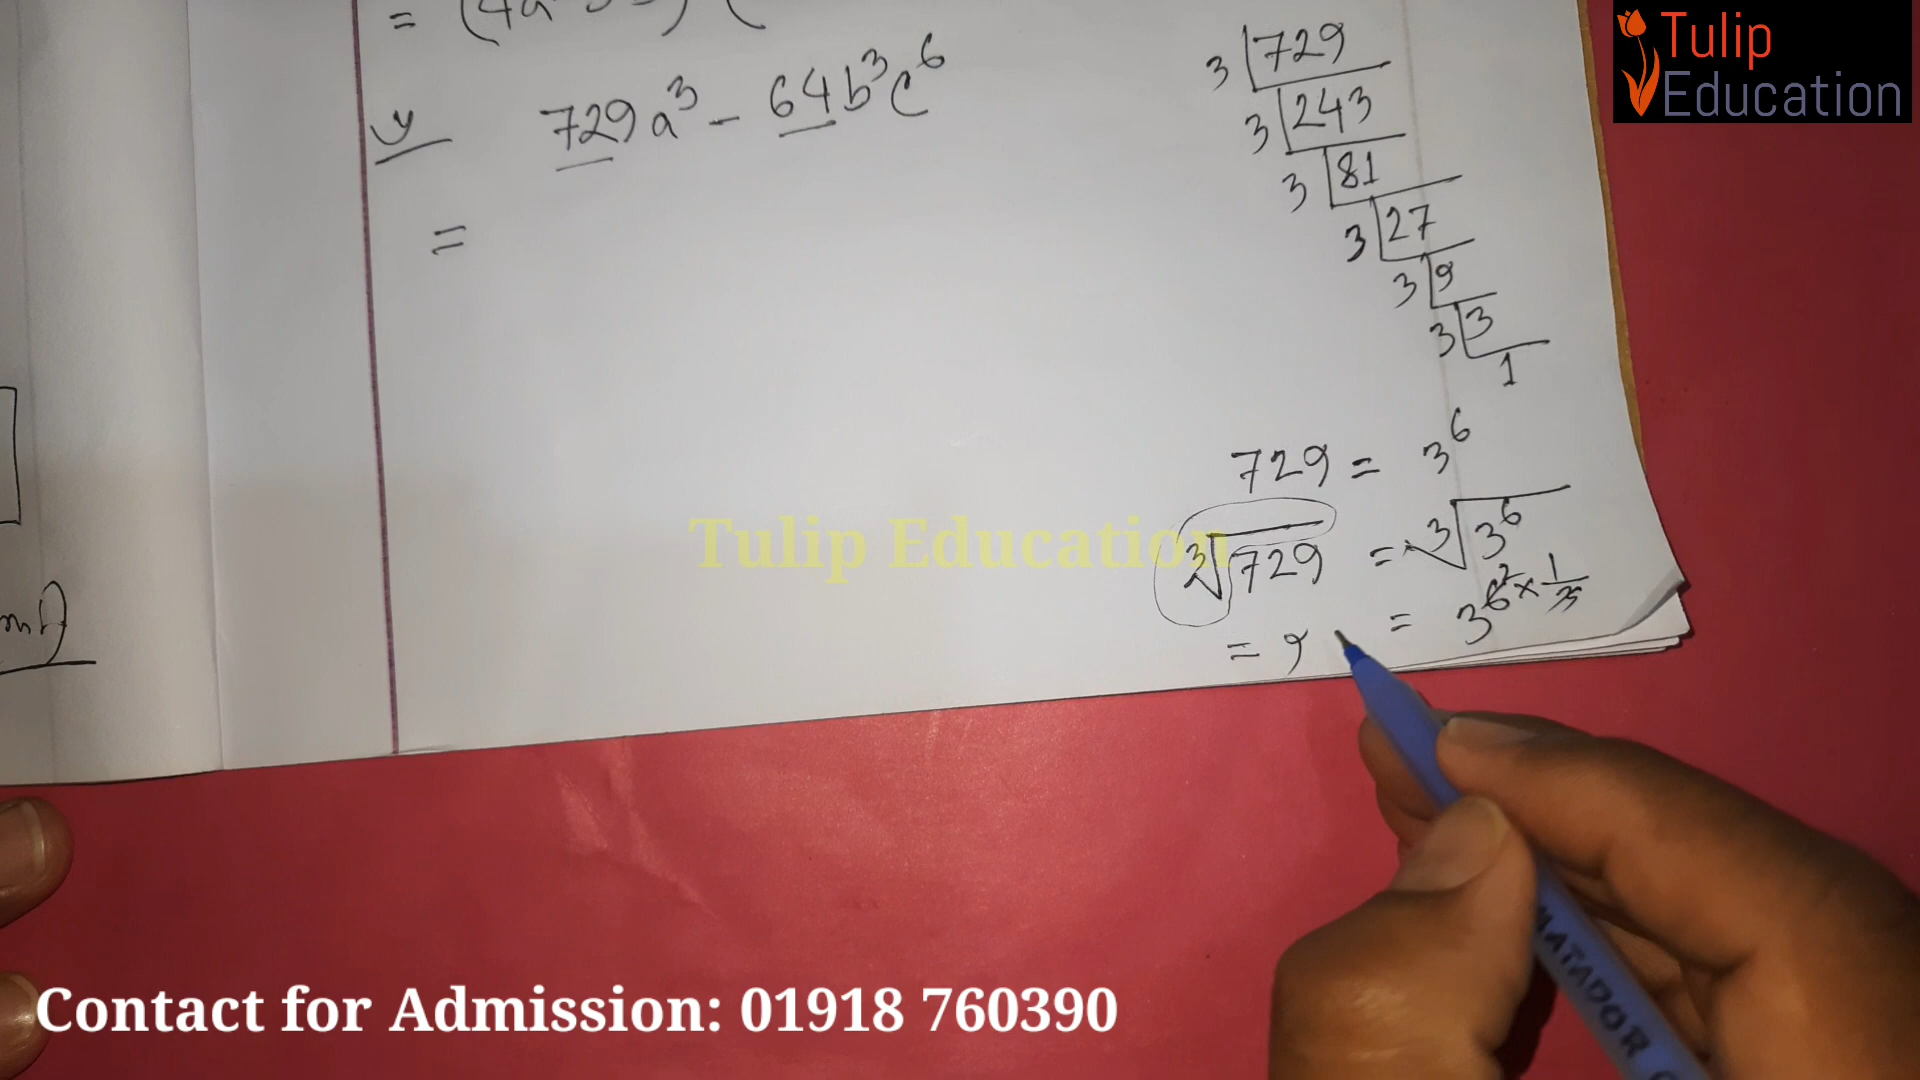 = (4a
v 729a³ - 64b³c⁶
=
3 729
3 243
3 81
3 27
3 9
3 3
1
729 = 3⁶
∛729 = ∛3⁶
= 9 = 3^(6² × 1/3)
Tulip Education
Tulip
Education
Contact for Admission: 01918 760390
MATADOR